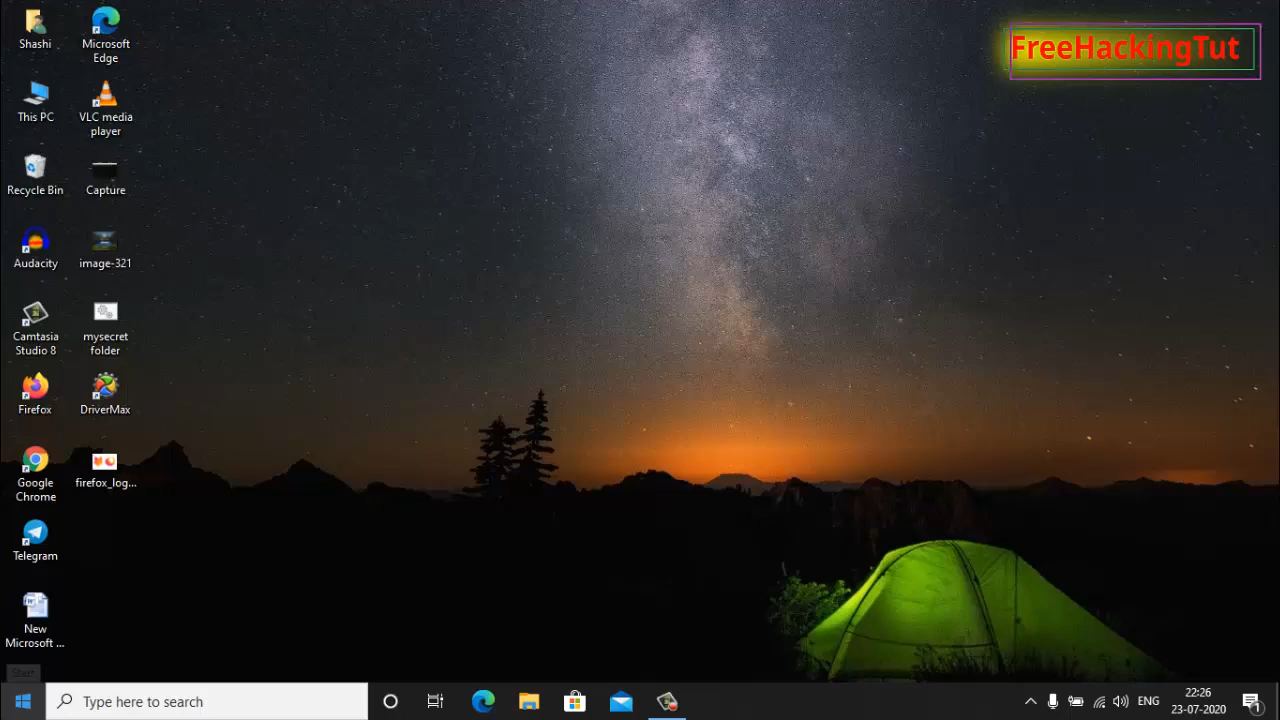 FreeHackingTut
Shashi
Microsoft
Edge
This PC
VLC media
player
Recycle Bin
Capture
Audacity
image-321
Camtasia
Studio 8
mysecret
folder
Firefox
DriverMax
Google
Chrome
firefox_log...
Telegram
New
Microsoft ...
Start
Type here to search
ENG
22:26
23-07-2020
1